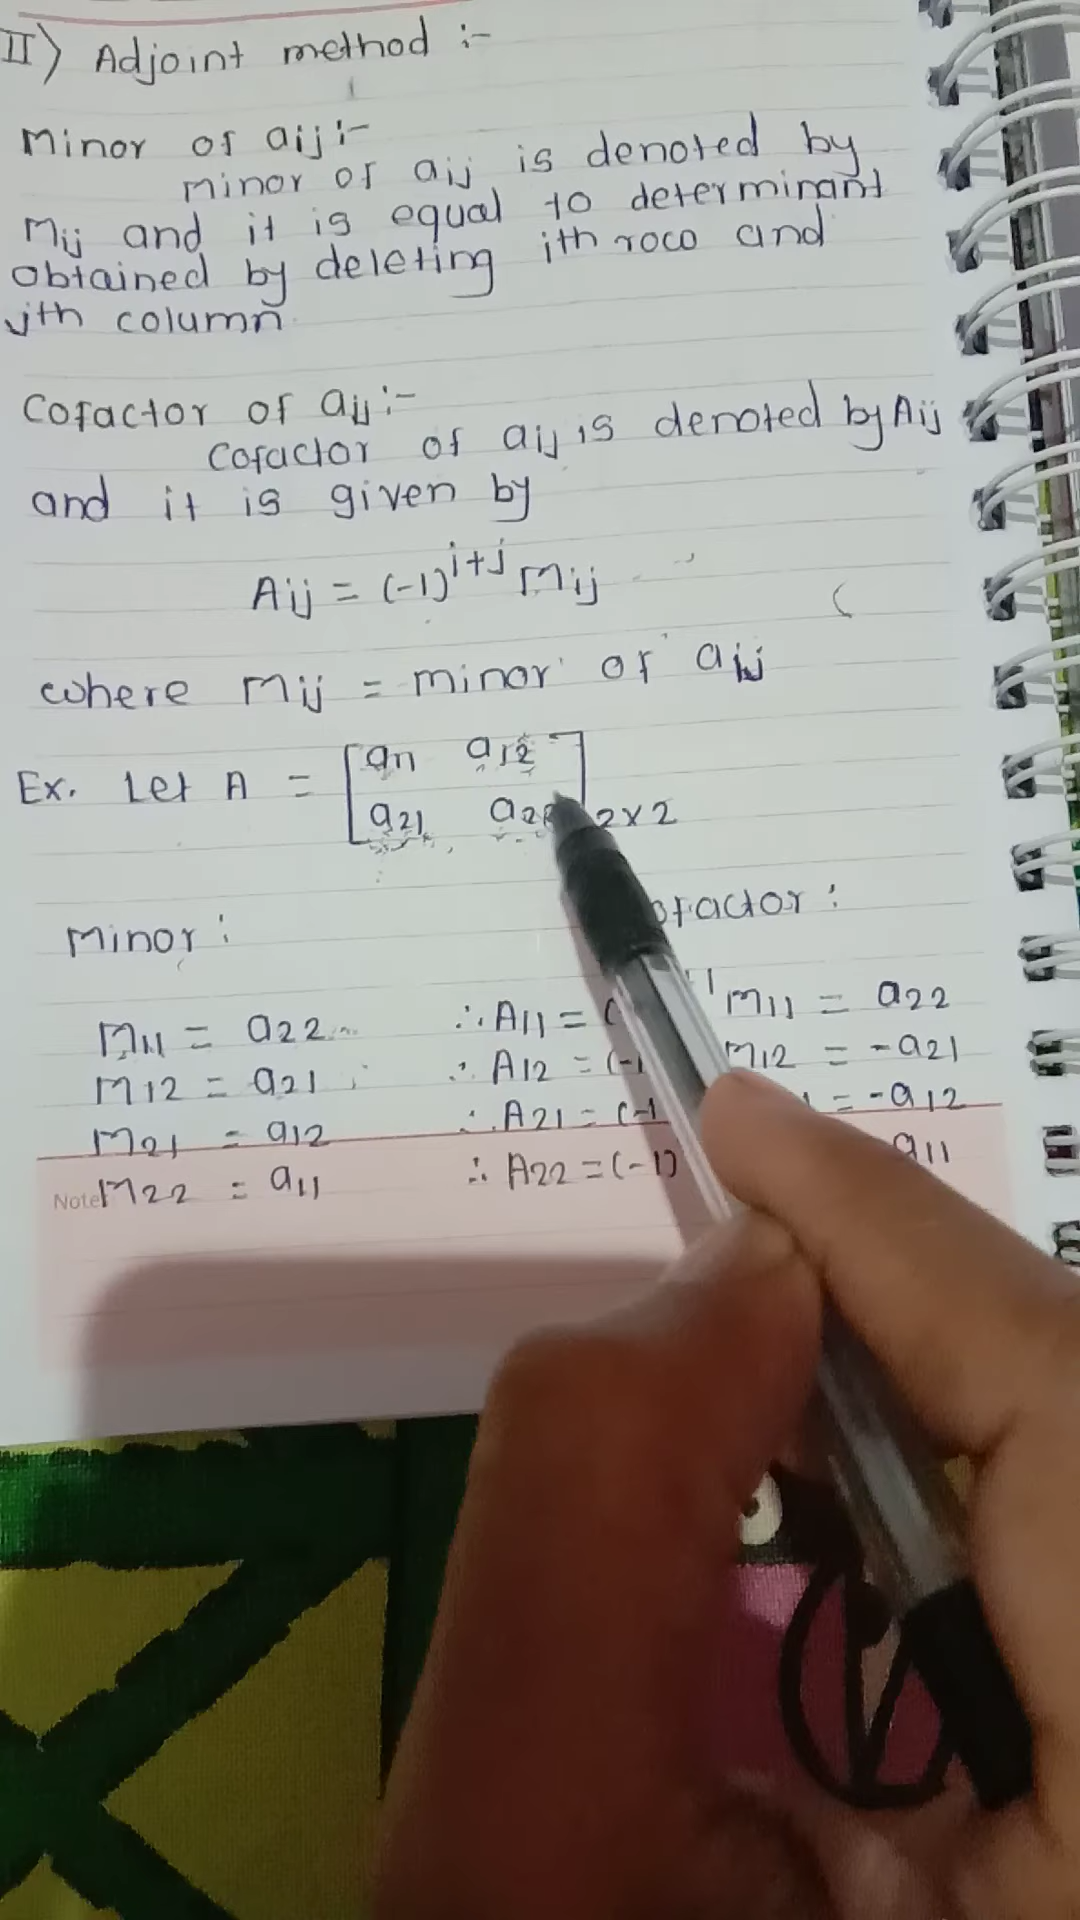 II) Adjoint method :-
Minor of aij :-
minor of aij is denoted by
Mij and it is equal to determinant
obtained by deleting ith row and
jth column
Cofactor of aij :-
Cofactor of aij is denoted by Aij
and it is given by
Aij = (-1)^i+j Mij
where Mij = minor of aij
Ex. Let A = [a11 a12
a21 a22] 2×2
Minor :
ofactor :
M11 = a22 ∴ A11 = ( M11 = a22
M12 = a21 ∴ A12 = (-1 M12 = -a21
M21 = a12 ∴ A21 = (-1 = -a12
Note M22 = a11 ∴ A22 = (-1) a11